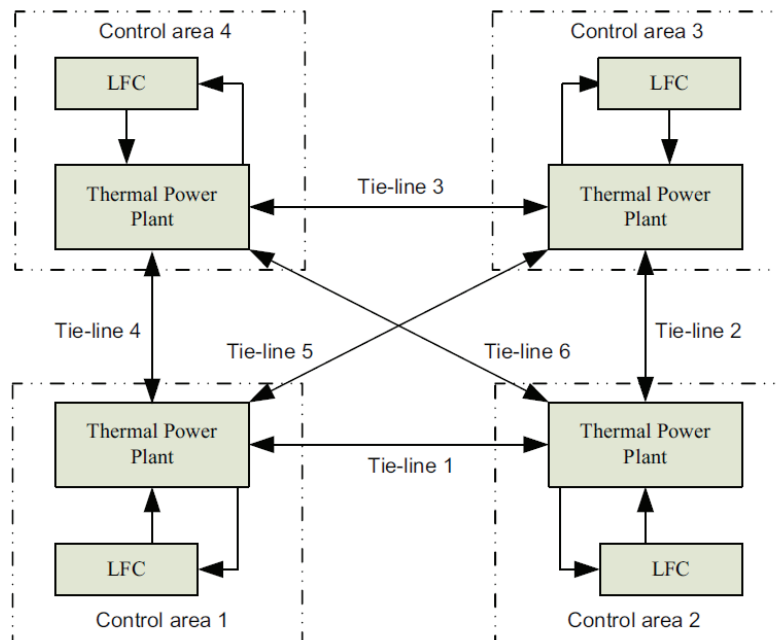 Control area 4
Control area 3
LFC
LFC
Thermal Power
Plant
Tie-line 3
Thermal Power
Plant
Tie-line 4
Tie-line 5
Tie-line 6
Tie-line 2
Thermal Power
Plant
Tie-line 1
Thermal Power
Plant
LFC
LFC
Control area 1
Control area 2